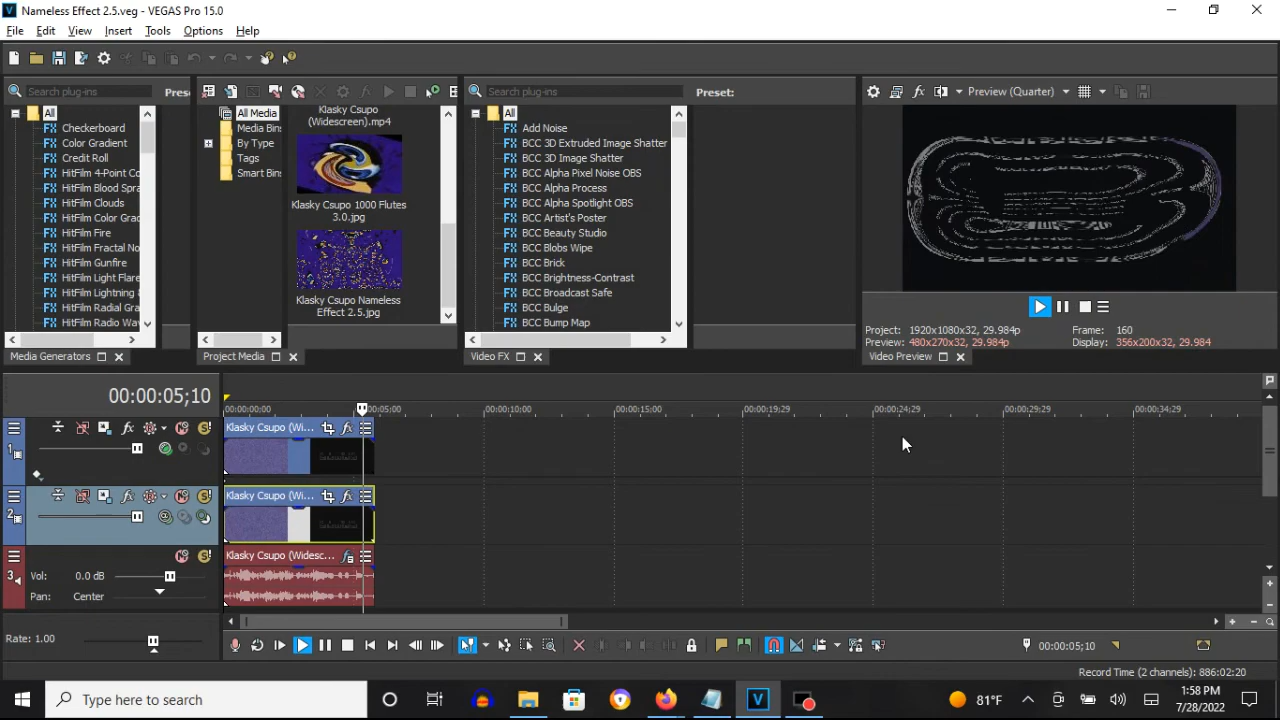 Nameless Effect 2.5.veg - VEGAS Pro 15.0
File Edit View Insert Tools Options Help
Search plug-ins Prese
All
Checkerboard
Color Gradient
Credit Roll
HitFilm 4-Point Co
HitFilm Blood Spra
HitFilm Clouds
HitFilm Color Grad
HitFilm Fire
HitFilm Fractal No
HitFilm Gunfire
HitFilm Light Flare
HitFilm Lightning &
HitFilm Radial Gra
HitFilm Radio Wav
Media Generators
All Media
Media Bins
By Type
Tags
Smart Bins
Klasky Csupo
(Widescreen).mp4
Klasky Csupo 1000 Flutes
3.0.jpg
Klasky Csupo Nameless
Effect 2.5.jpg
Project Media
Search plug-ins Preset:
All
Add Noise
BCC 3D Extruded Image Shatter
BCC 3D Image Shatter
BCC Alpha Pixel Noise OBS
BCC Alpha Process
BCC Alpha Spotlight OBS
BCC Artist's Poster
BCC Beauty Studio
BCC Blobs Wipe
BCC Brick
BCC Brightness-Contrast
BCC Broadcast Safe
BCC Bulge
BCC Bump Map
Video FX
Preview (Quarter)
Project: 1920x1080x32, 29.984p Frame: 160
Preview: 480x270x32, 29.984p Display: 356x200x32, 29.984
Video Preview
00:00:05;10
00:00:00;00 00:00:05;00 00:00:10;00 00:00:15;00 00:00:19;29 00:00:24;29 00:00:29;29 00:00:34;29
1 Klasky Csupo (Wi...
2 Klasky Csupo (Wi...
3 Klasky Csupo (Widesc...
Vol: 0.0 dB
Pan: Center
Rate: 1.00
00:00:05;10
Record Time (2 channels): 886:02:20
Type here to search
81°F
1:58 PM
7/28/2022